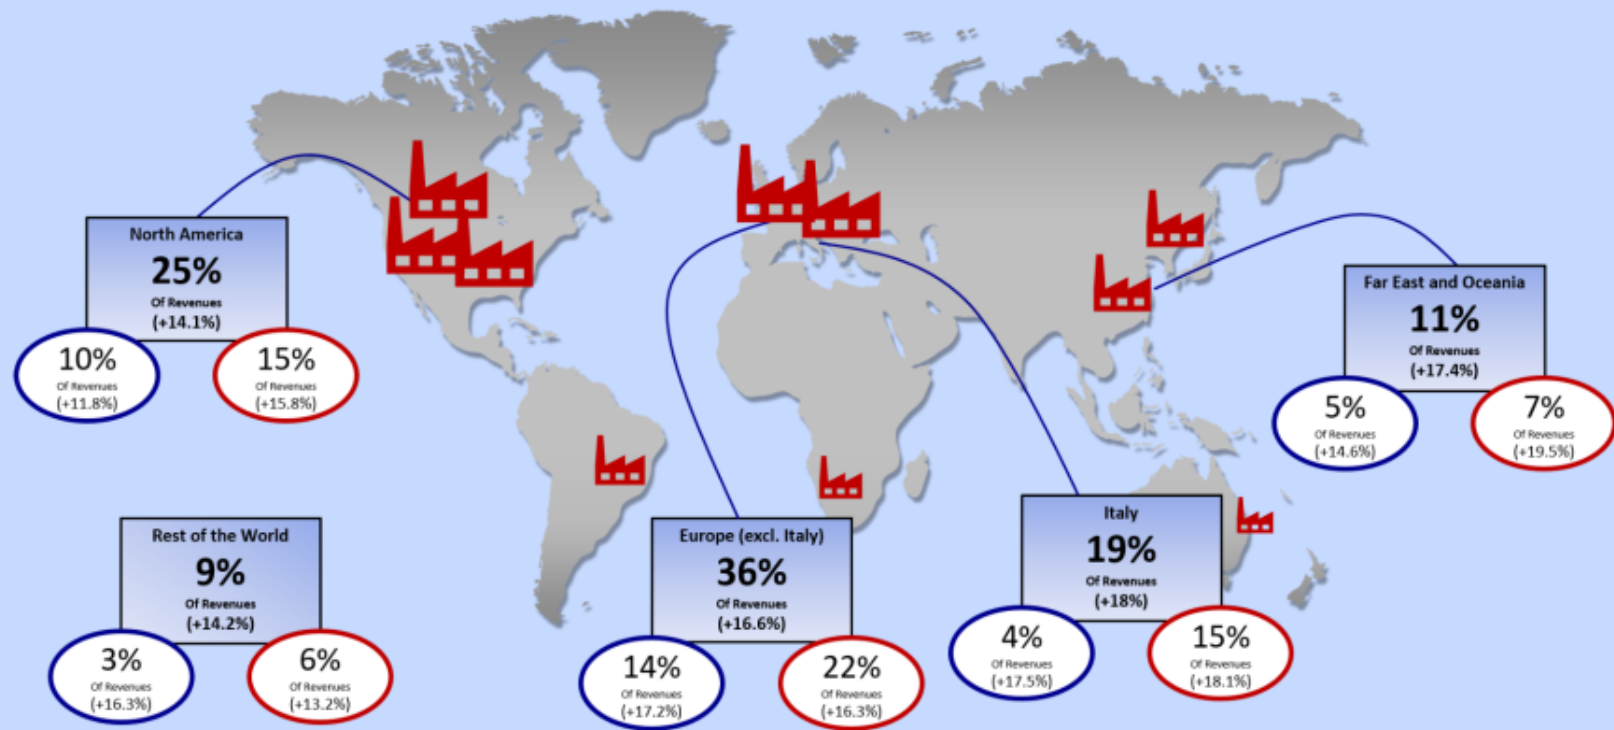 North America
25%
Of Revenues
(+14.1%)
10%
Of Revenues
(+11.8%)
15%
Of Revenues
(+15.8%)
Far East and Oceania
11%
Of Revenues
(+17.4%)
5%
Of Revenues
(+14.6%)
7%
Of Revenues
(+19.5%)
Rest of the World
9%
Of Revenues
(+14.2%)
3%
Of Revenues
(+16.3%)
6%
Of Revenues
(+13.2%)
Europe (excl. Italy)
36%
Of Revenues
(+16.6%)
14%
Of Revenues
(+17.2%)
22%
Of Revenues
(+16.3%)
Italy
19%
Of Revenues
(+18%)
4%
Of Revenues
(+17.5%)
15%
Of Revenues
(+18.1%)